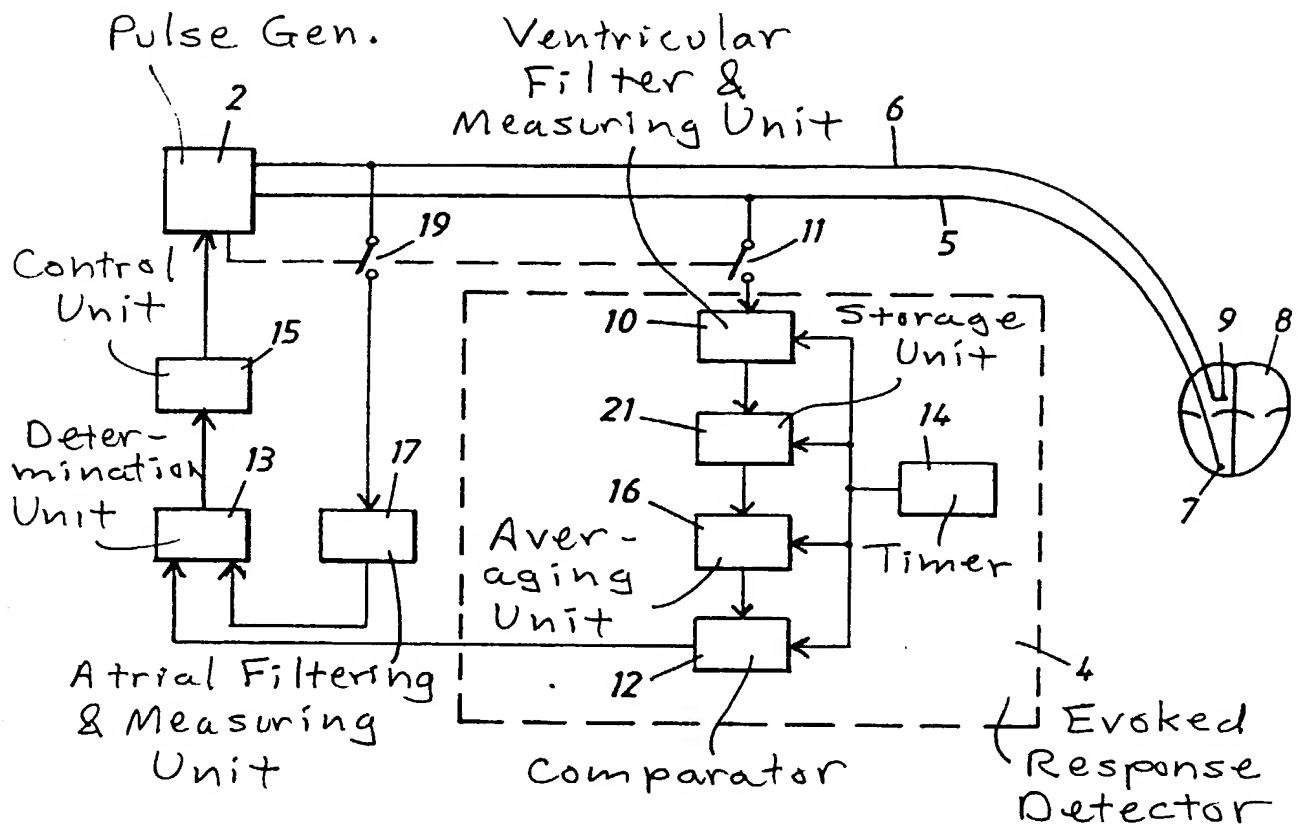 Pulse Gen.
Ventricular
Filter &
Measuring Unit
2
6
5
19
11
Control
Unit
15
10
Storage
Unit
9
8
21
14
Timer
7
Deter-
mination
Unit
13
17
16
Aver-
aging
Unit
12
4
Atrial Filtering
& Measuring
Unit
Comparator
Evoked
Response
Detector